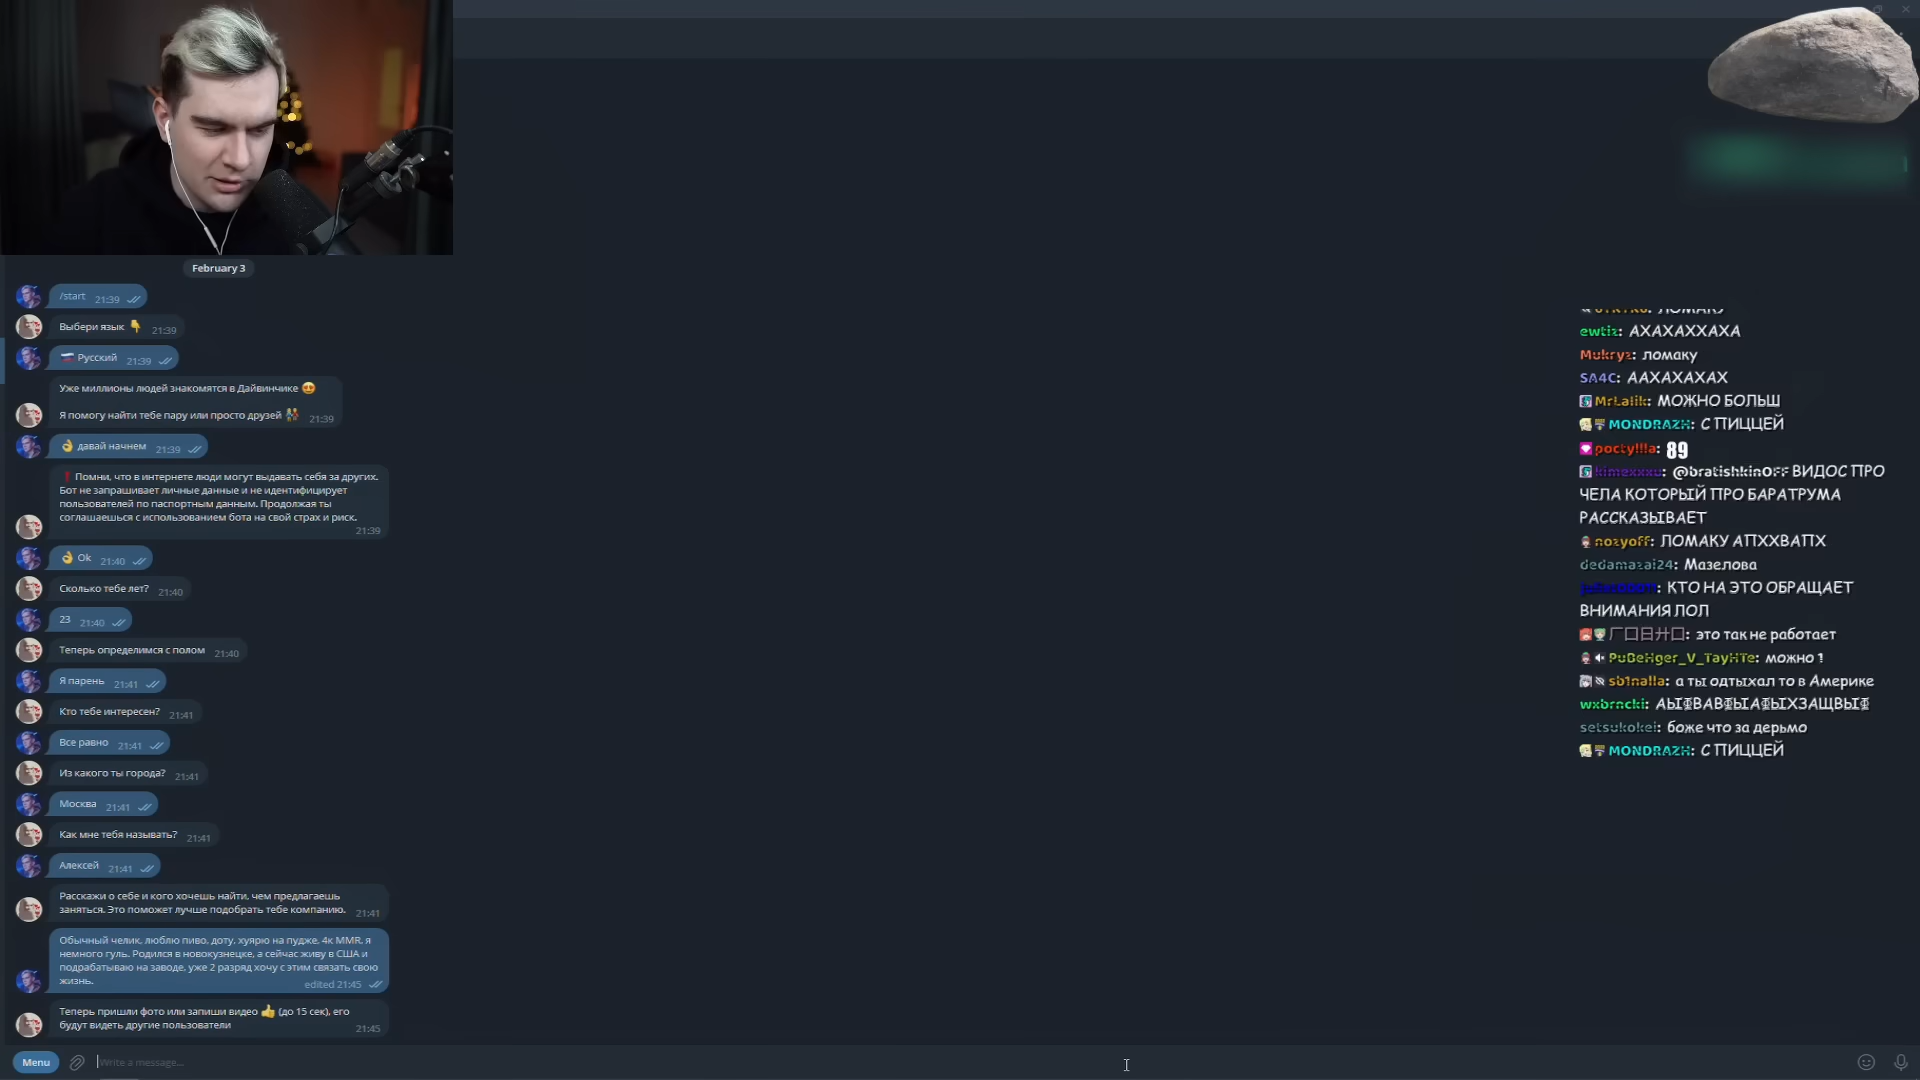 February 3
/start 21:39
Выбери язык 👇 21:39
Русский 21:39
Уже миллионы людей знакомятся в Дайвинчике 😍
Я помогу найти тебе пару или просто друзей 👫 21:39
👌 давай начнем 21:39
❗ Помни, что в интернете люди могут выдавать себя за других.
Бот не запрашивает личные данные и не идентифицирует
пользователей по паспортным данным. Продолжая ты
соглашаешься с использованием бота на свой страх и риск.
21:39
👌 Ok 21:40
Сколько тебе лет? 21:40
23 21:40
Теперь определимся с полом 21:40
Я парень 21:41
Кто тебе интересен? 21:41
Все равно 21:41
Из какого ты города? 21:41
Москва 21:41
Как мне тебя называть? 21:41
Алексей 21:41
Расскажи о себе и кого хочешь найти, чем предлагаешь
заняться. Это поможет лучше подобрать тебе компанию. 21:41
Обычный челик, люблю пиво, доту, хуярю на пудже, 4к MMR, я
немного гуль. Родился в новокузнецке, а сейчас живу в США и
подрабатываю на заводе, уже 2 разряд хочу с этим связать свою
жизнь. edited 21:45
Теперь пришли фото или запиши видео 👍 (до 15 сек), его
будут видеть другие пользователи 21:45
Menu Write a message...
ЛОМАКУ
ewtiz: АХАХАХХАХА
Mukryz: ломаку
SA4C: ААХАХАХАХ
MrLalik: МОЖНО БОЛЬШ
MONDRAZH: С ПИЦЦЕЙ
pocty!!!a: 89
kimexxxu: @bratishkinOFF ВИДОС ПРО
ЧЕЛА КОТОРЫЙ ПРО БАРАТРУМА
РАССКАЗЫВАЕТ
nozyoff: ЛОМАКУ АПХХВАПХ
dedamazai24: Мазелова
КТО НА ЭТО ОБРАЩАЕТ
ВНИМАНИЯ ЛОЛ
это так не работает
PuBeHger_V_TayHTe: можно 1
sb1nalla: а ты одтыхал то в Америке
wxbrncki: АЫФВАВФЫАФЫХЗАЩВЫФ
setsukokei: боже что за дерьмо
MONDRAZH: С ПИЦЦЕЙ